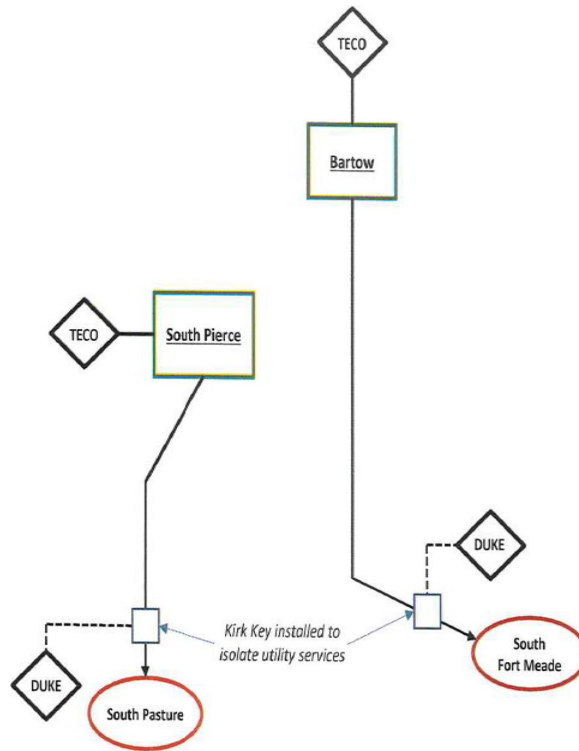 TECO
Bartow
TECO
South Pierce
DUKE
Kirk Key installed to
isolate utility services
South
Fort Meade
DUKE
South Pasture